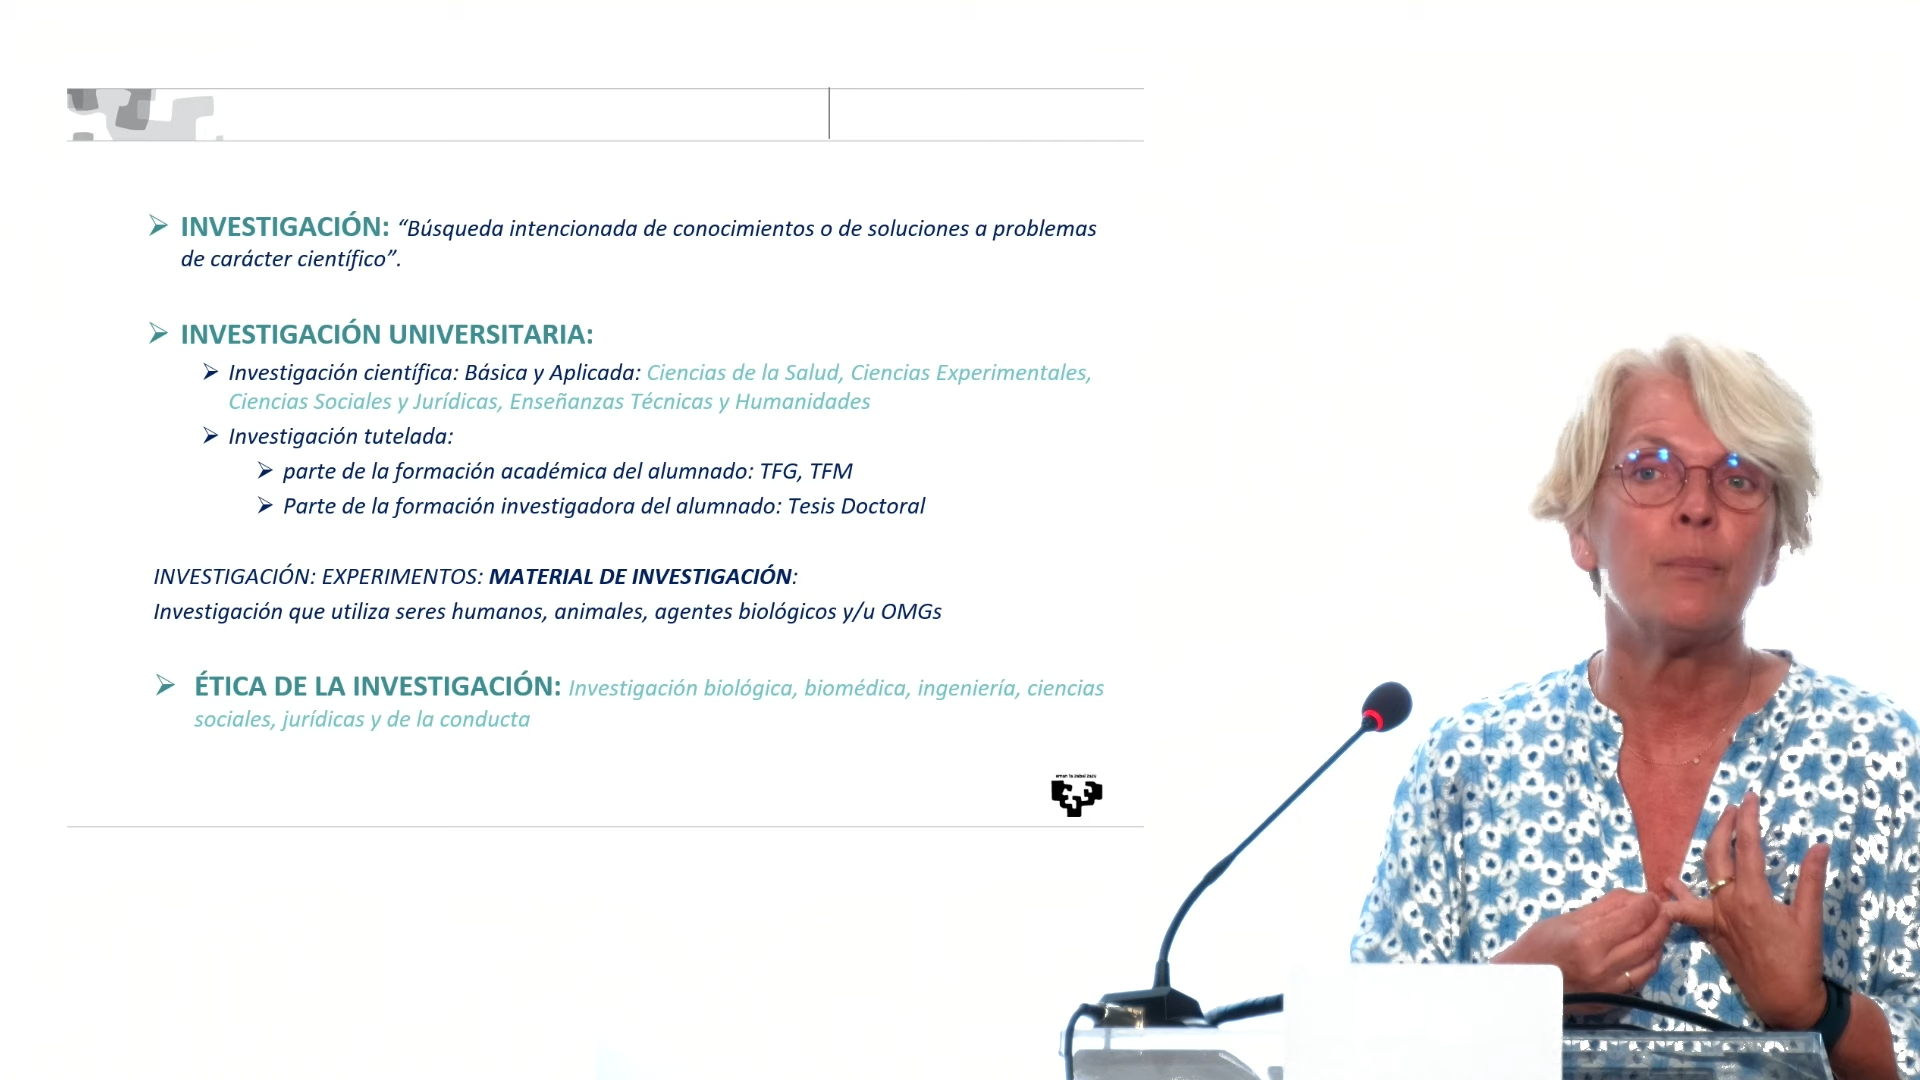 INVESTIGACIÓN: “Búsqueda intencionada de conocimientos o de soluciones a problemas
de carácter científico”.
INVESTIGACIÓN UNIVERSITARIA:
Investigación científica: Básica y Aplicada: Ciencias de la Salud, Ciencias Experimentales,
Ciencias Sociales y Jurídicas, Enseñanzas Técnicas y Humanidades
Investigación tutelada:
parte de la formación académica del alumnado: TFG, TFM
Parte de la formación investigadora del alumnado: Tesis Doctoral
INVESTIGACIÓN: EXPERIMENTOS: MATERIAL DE INVESTIGACIÓN:
Investigación que utiliza seres humanos, animales, agentes biológicos y/u OMGs
ÉTICA DE LA INVESTIGACIÓN: Investigación biológica, biomédica, ingeniería, ciencias
sociales, jurídicas y de la conducta
eman ta zabal zazu